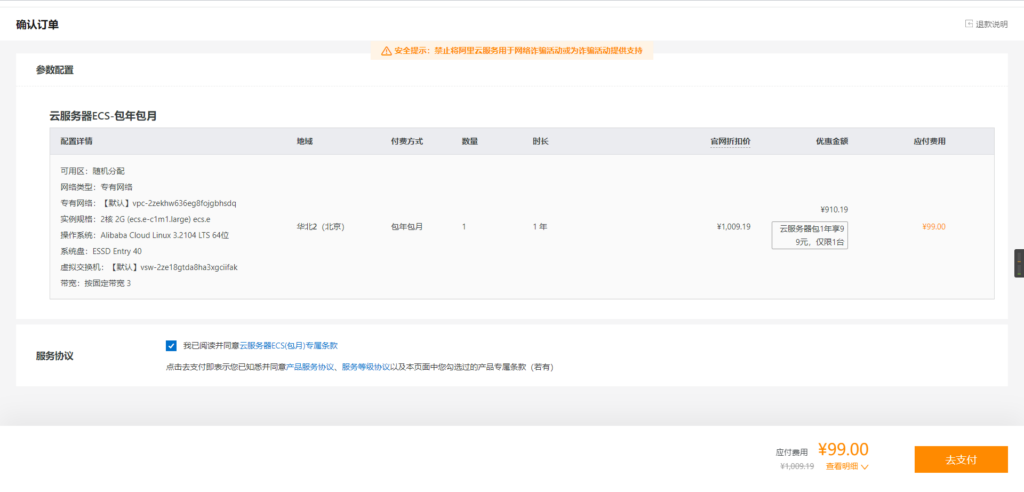 确认订单
退款说明
安全提示：禁止将阿里云服务用于网络诈骗活动或为诈骗活动提供支持
参数配置
云服务器ECS-包年包月
配置详情 地域 付费方式 数量 时长 官网折扣价 优惠金额 应付费用
可用区：随机分配
网络类型：专有网络
专有网络：【默认】vpc-2zekhw636eg8fojgbhsdq
实例规格：2核 2G (ecs.e-c1m1.large) ecs.e
操作系统：Alibaba Cloud Linux 3.2104 LTS 64位
系统盘：ESSD Entry 40
虚拟交换机：【默认】vsw-2ze18gtda8ha3xgciifak
带宽：按固定带宽 3
华北2（北京） 包年包月 1 1 年 ¥1,009.19
¥910.19
云服务器包1年享9
9元，仅限1台
¥99.00
服务协议
我已阅读并同意云服务器ECS(包月)专属条款
点击去支付即表示您已知悉并同意产品服务协议、服务等级协议以及本页面中您勾选过的产品专属条款（若有）
应付费用 ¥99.00
¥1,009.19 查看明细
去支付